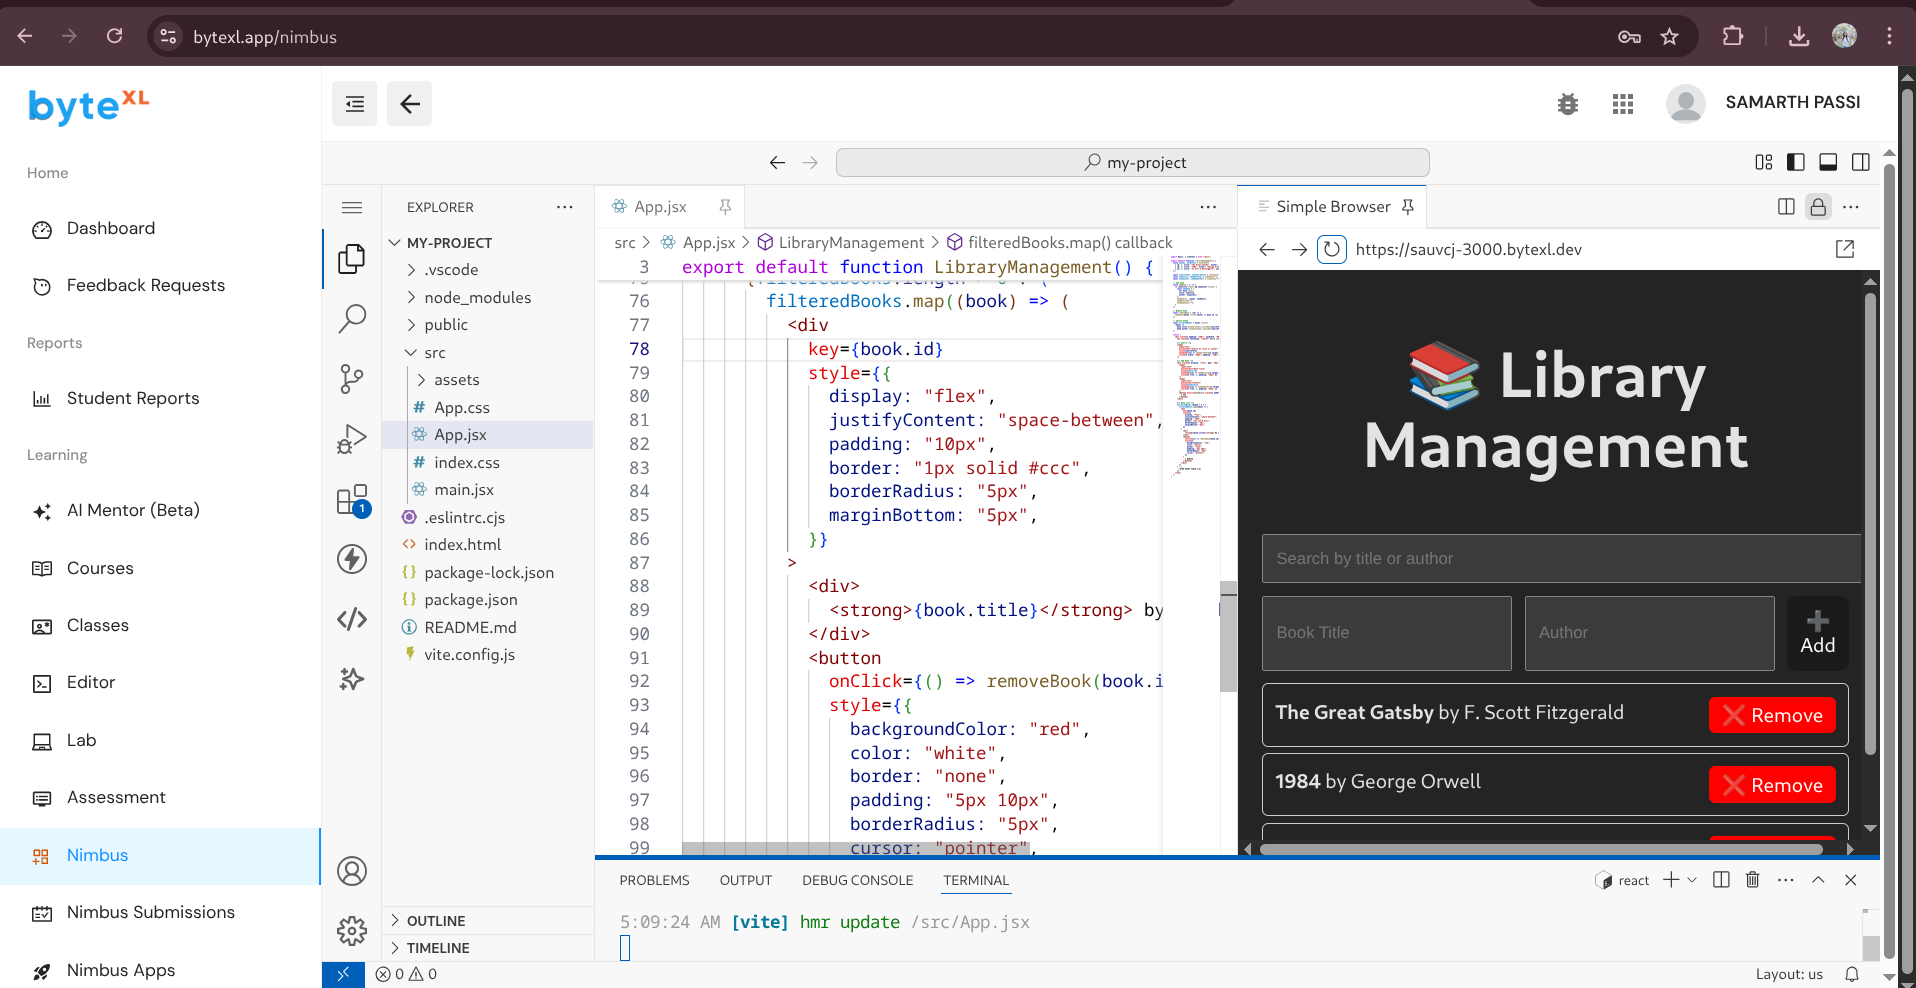 bytexl.app/nimbus
byteXL
SAMARTH PASSI
Home
Dashboard
Feedback Requests
Reports
Student Reports
Learning
AI Mentor (Beta)
Courses
Classes
Editor
Lab
Assessment
Nimbus
Nimbus Submissions
Nimbus Apps
my-project
EXPLORER
MY-PROJECT
.vscode
node_modules
public
src
assets
App.css
App.jsx
index.css
main.jsx
.eslintrc.cjs
index.html
package-lock.json
package.json
README.md
vite.config.js
OUTLINE
TIMELINE
1
App.jsx
src > App.jsx > LibraryManagement > filteredBooks.map() callback
3 export default function LibraryManagement() {
76 filteredBooks.map((book) => (
77 <div
78 key={book.id}
79 style={{
80 display: "flex",
81 justifyContent: "space-between",
82 padding: "10px",
83 border: "1px solid #ccc",
84 borderRadius: "5px",
85 marginBottom: "5px",
86 }}
87 >
88 <div>
89 <strong>{book.title}</strong> by
90 </div>
91 <button
92 onClick={() => removeBook(book.i
93 style={{
94 backgroundColor: "red",
95 color: "white",
96 border: "none",
97 padding: "5px 10px",
98 borderRadius: "5px",
99 cursor: "pointer",
Simple Browser
https://sauvcj-3000.bytexl.dev
📚 Library
Management
Search by title or author
Book Title
Author
➕
Add
The Great Gatsby by F. Scott Fitzgerald
❌ Remove
1984 by George Orwell
❌ Remove
PROBLEMS OUTPUT DEBUG CONSOLE TERMINAL
react
5:09:24 AM [vite] hmr update /src/App.jsx
0 0
Layout: us